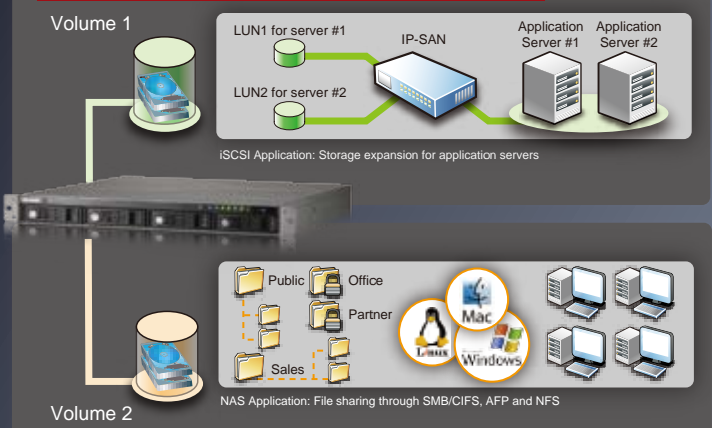 Volume 1
LUN1 for server #1
LUN2 for server #2
IP-SAN
Application
Server #1
Application
Server #2
iSCSI Application: Storage expansion for application servers
Public
Office
Partner
Sales
Linux
Mac
Windows
NAS Application: File sharing through SMB/CIFS, AFP and NFS
Volume 2